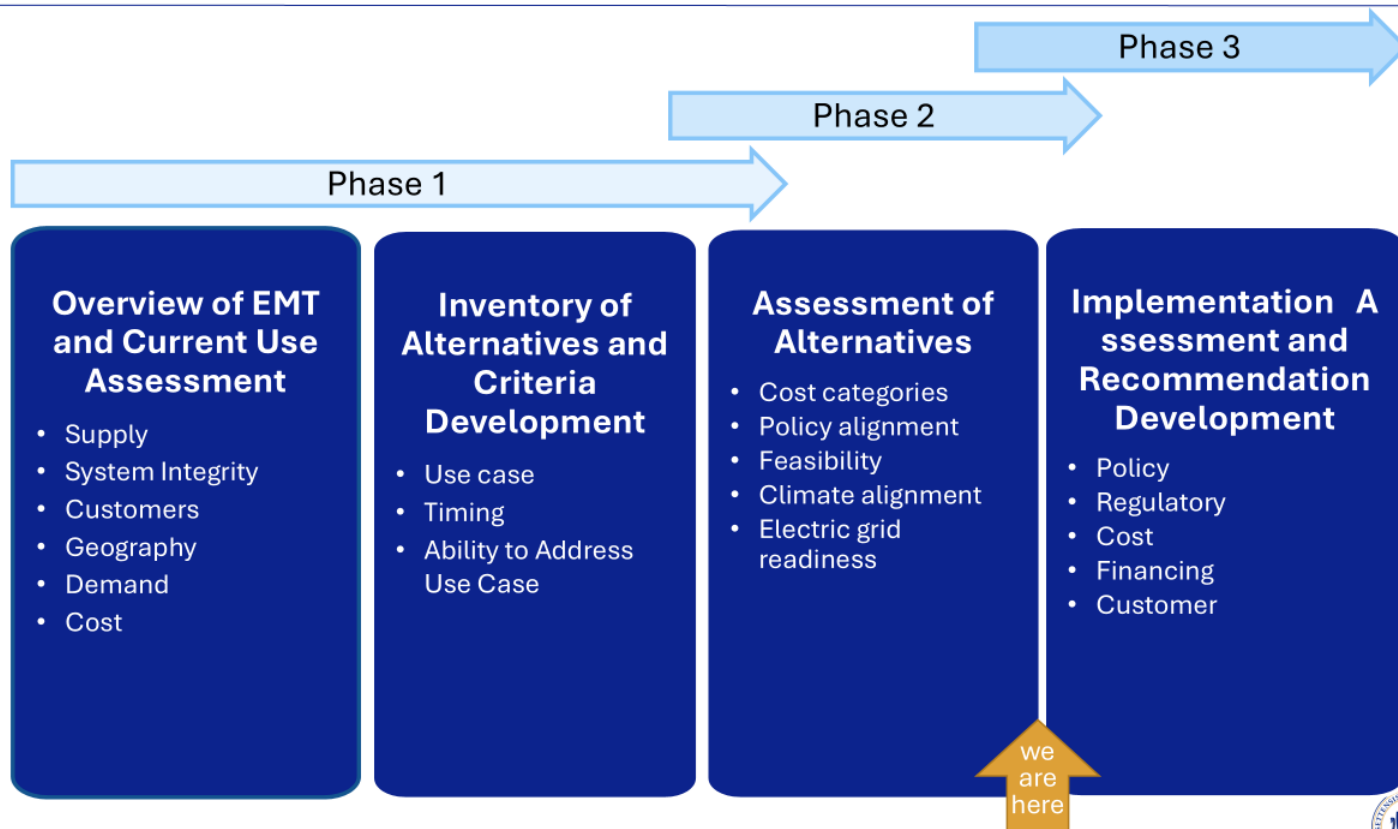 Phase 3
Phase 2
Phase 1
Overview of EMT
and Current Use
Assessment
• Supply
• System Integrity
• Customers
• Geography
• Demand
• Cost
Inventory of
Alternatives and
Criteria
Development
• Use case
• Timing
• Ability to Address
Use Case
Assessment of
Alternatives
• Cost categories
• Policy alignment
• Feasibility
• Climate alignment
• Electric grid
readiness
Implementation A
ssessment and
Recommendation
Development
• Policy
• Regulatory
• Cost
• Financing
• Customer
we
are
here